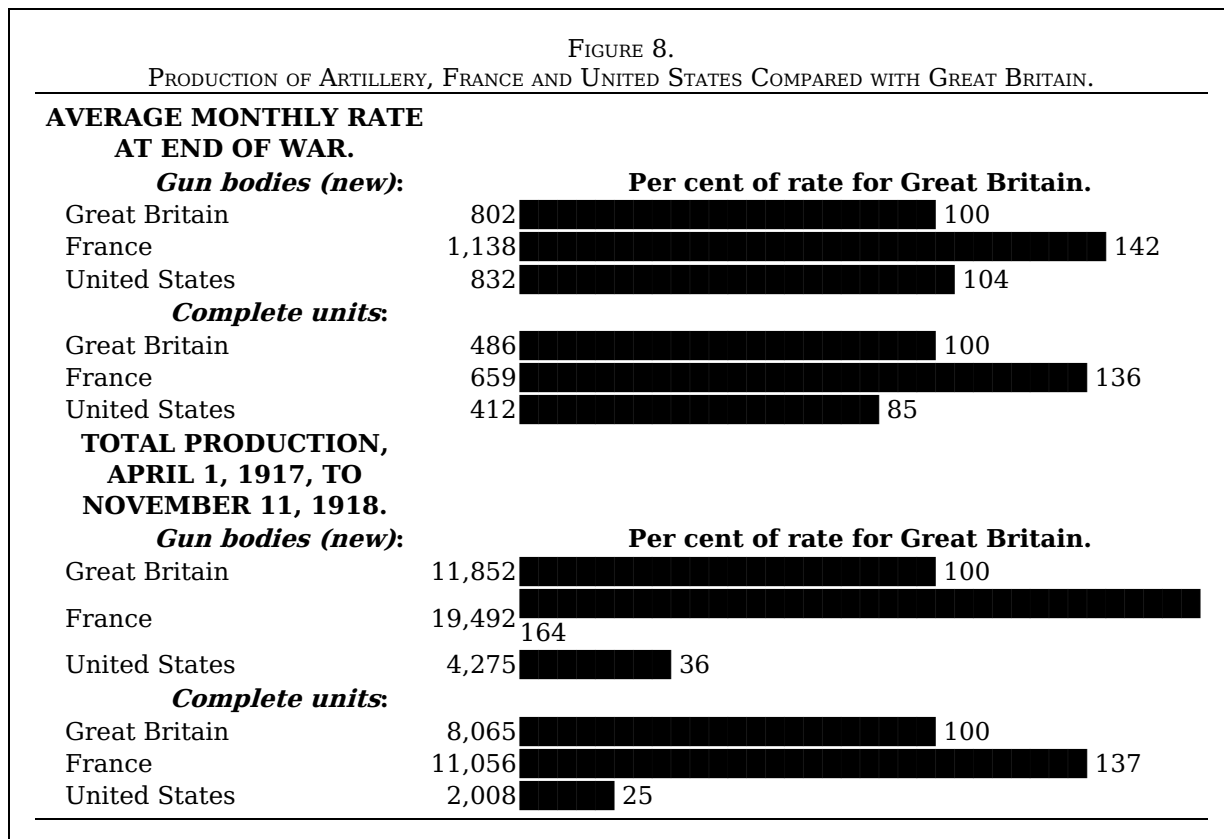 Figure 8.
Production of Artillery, France and United States Compared with Great Britain.
AVERAGE MONTHLY RATE
AT END OF WAR.
Gun bodies (new): Per cent of rate for Great Britain.
Great Britain 802 100
France 1,138 142
United States 832 104
Complete units:
Great Britain 486 100
France 659 136
United States 412 85
TOTAL PRODUCTION,
APRIL 1, 1917, TO
NOVEMBER 11, 1918.
Gun bodies (new): Per cent of rate for Great Britain.
Great Britain 11,852 100
France 19,492 164
United States 4,275 36
Complete units:
Great Britain 8,065 100
France 11,056 137
United States 2,008 25